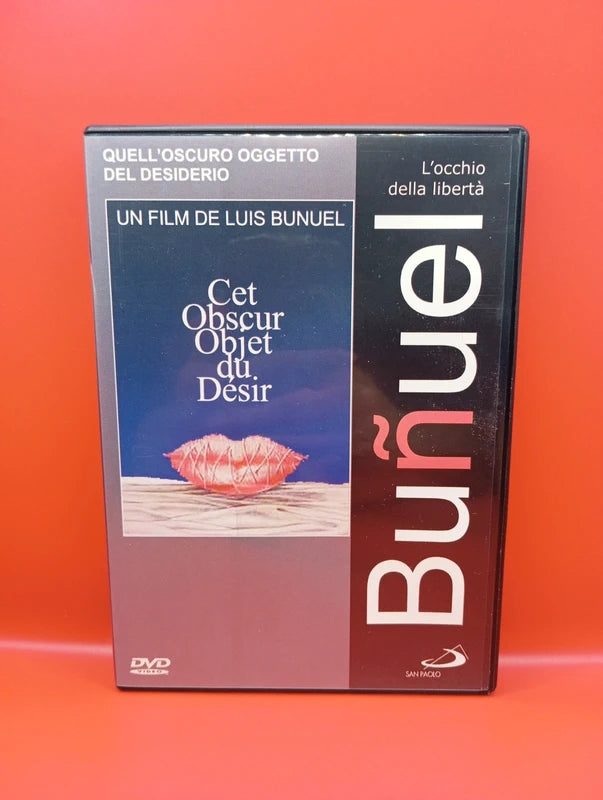 QUELL'OSCURO OGGETTO
DEL DESIDERIO
UN FILM DE LUIS BUNUEL
Cet
Obscur
Objet
du
Désir
DVD
VIDEO
L'occhio
della libertà
Buñuel
SAN PAOLO